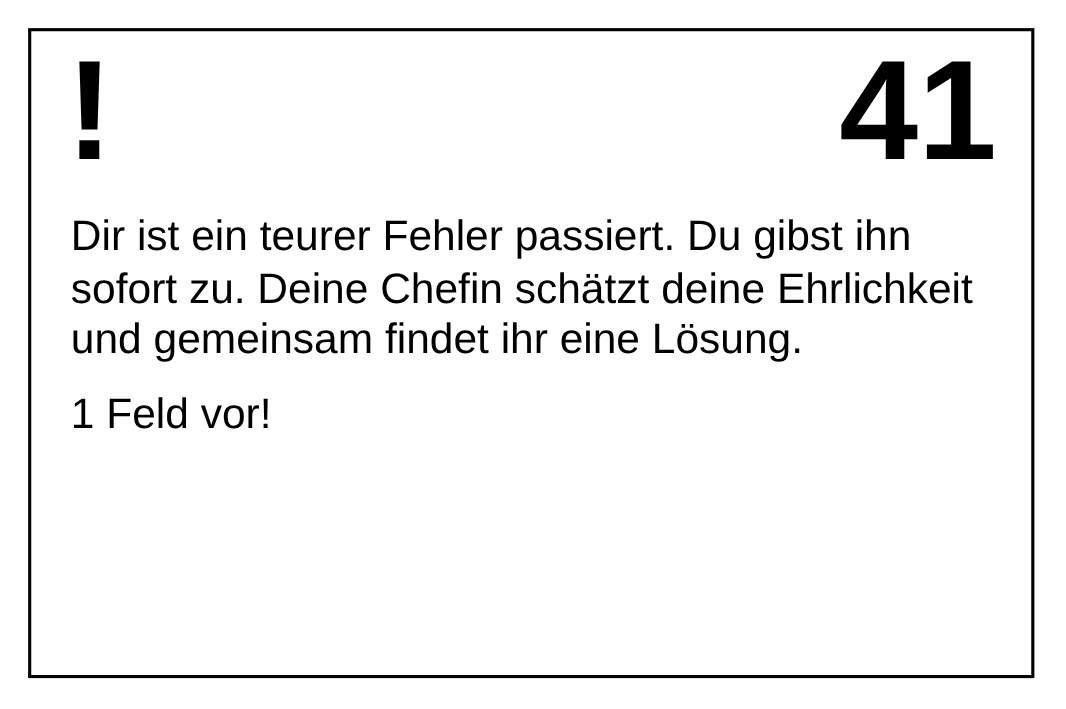 ! 41
Dir ist ein teurer Fehler passiert. Du gibst ihn
sofort zu. Deine Chefin schätzt deine Ehrlichkeit
und gemeinsam findet ihr eine Lösung.
1 Feld vor!